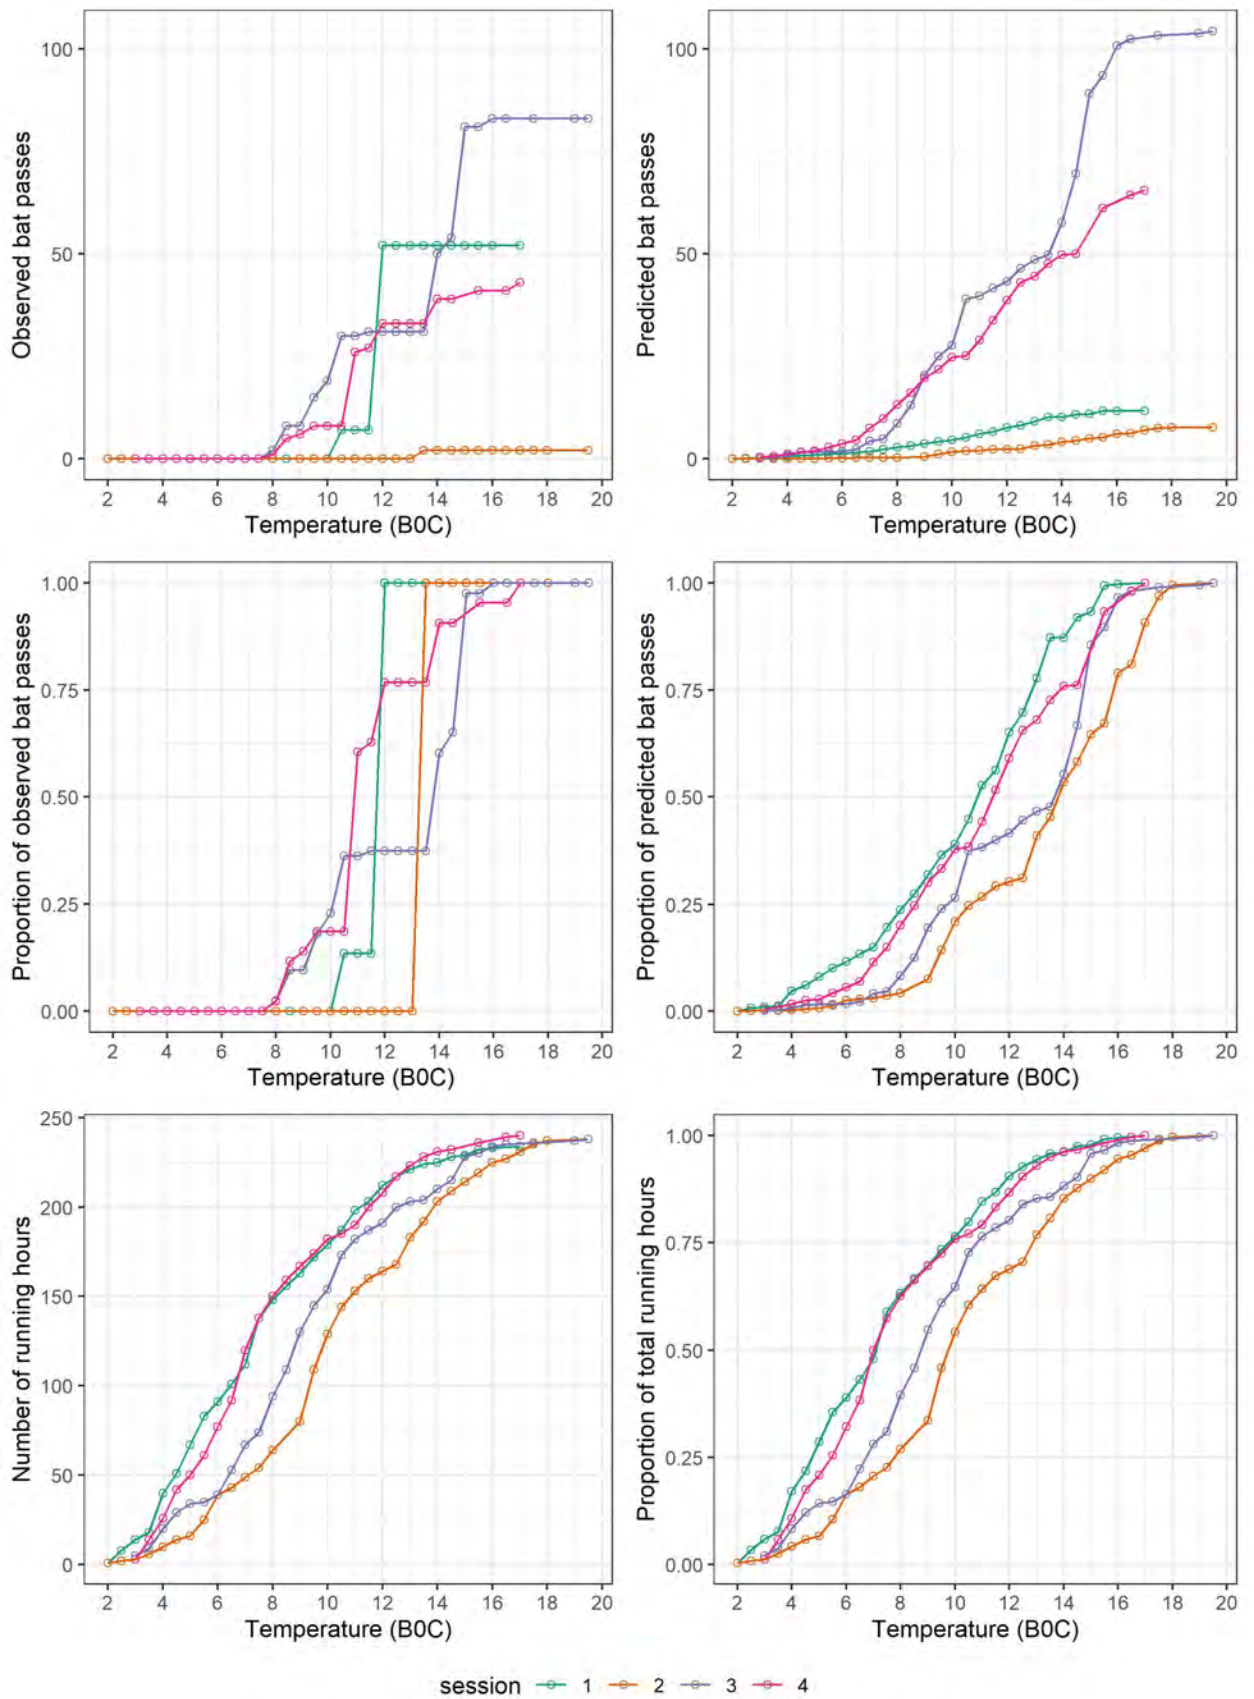 Observed bat passes
100
50
0
2 4 6 8 10 12 14 16 18 20
Temperature (B0C)
Predicted bat passes
100
50
0
2 4 6 8 10 12 14 16 18 20
Temperature (B0C)
Proportion of observed bat passes
1.00
0.75
0.50
0.25
0.00
2 4 6 8 10 12 14 16 18 20
Temperature (B0C)
Proportion of predicted bat passes
1.00
0.75
0.50
0.25
0.00
2 4 6 8 10 12 14 16 18 20
Temperature (B0C)
Number of running hours
250
200
150
100
50
0
2 4 6 8 10 12 14 16 18 20
Temperature (B0C)
Proportion of total running hours
1.00
0.75
0.50
0.25
0.00
2 4 6 8 10 12 14 16 18 20
Temperature (B0C)
session 1 2 3 4